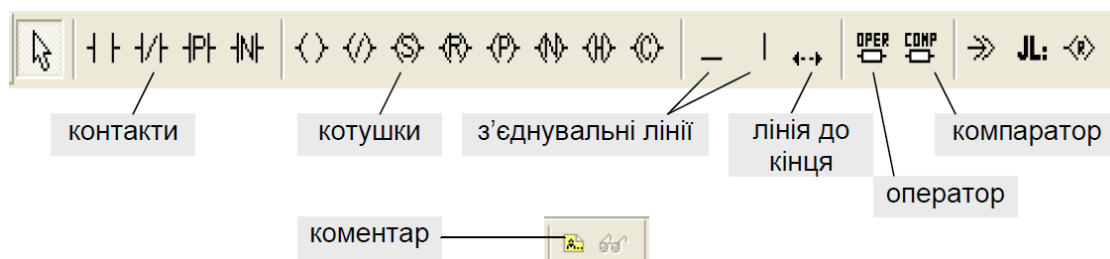 P N ( ) (/) (S) (R) (P) (N) (H) (C) OPER COMP JL: (R)
контакти
котушки
з’єднувальні лінії
лінія до
кінця
компаратор
оператор
коментар
A..